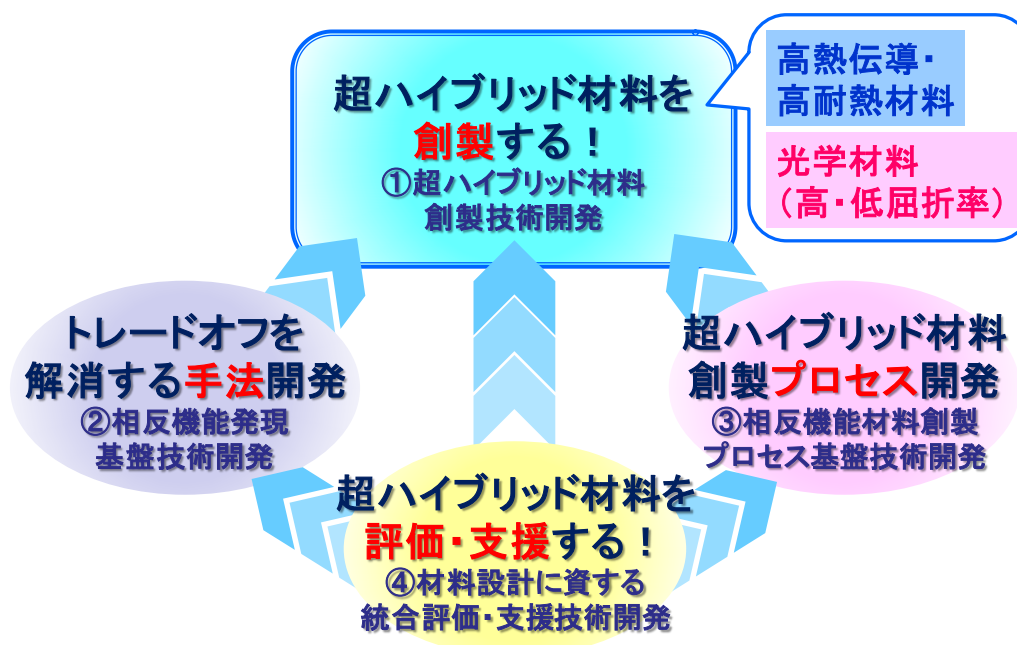 超ハイブリッド材料を
創製する！
①超ハイブリッド材料
創製技術開発
高熱伝導・
高耐熱材料
光学材料
（高・低屈折率）
トレードオフを
解消する手法開発
②相反機能発現
基盤技術開発
超ハイブリッド材料
創製プロセス開発
③相反機能材料創製
プロセス基盤技術開発
超ハイブリッド材料を
評価・支援する！
④材料設計に資する
統合評価・支援技術開発